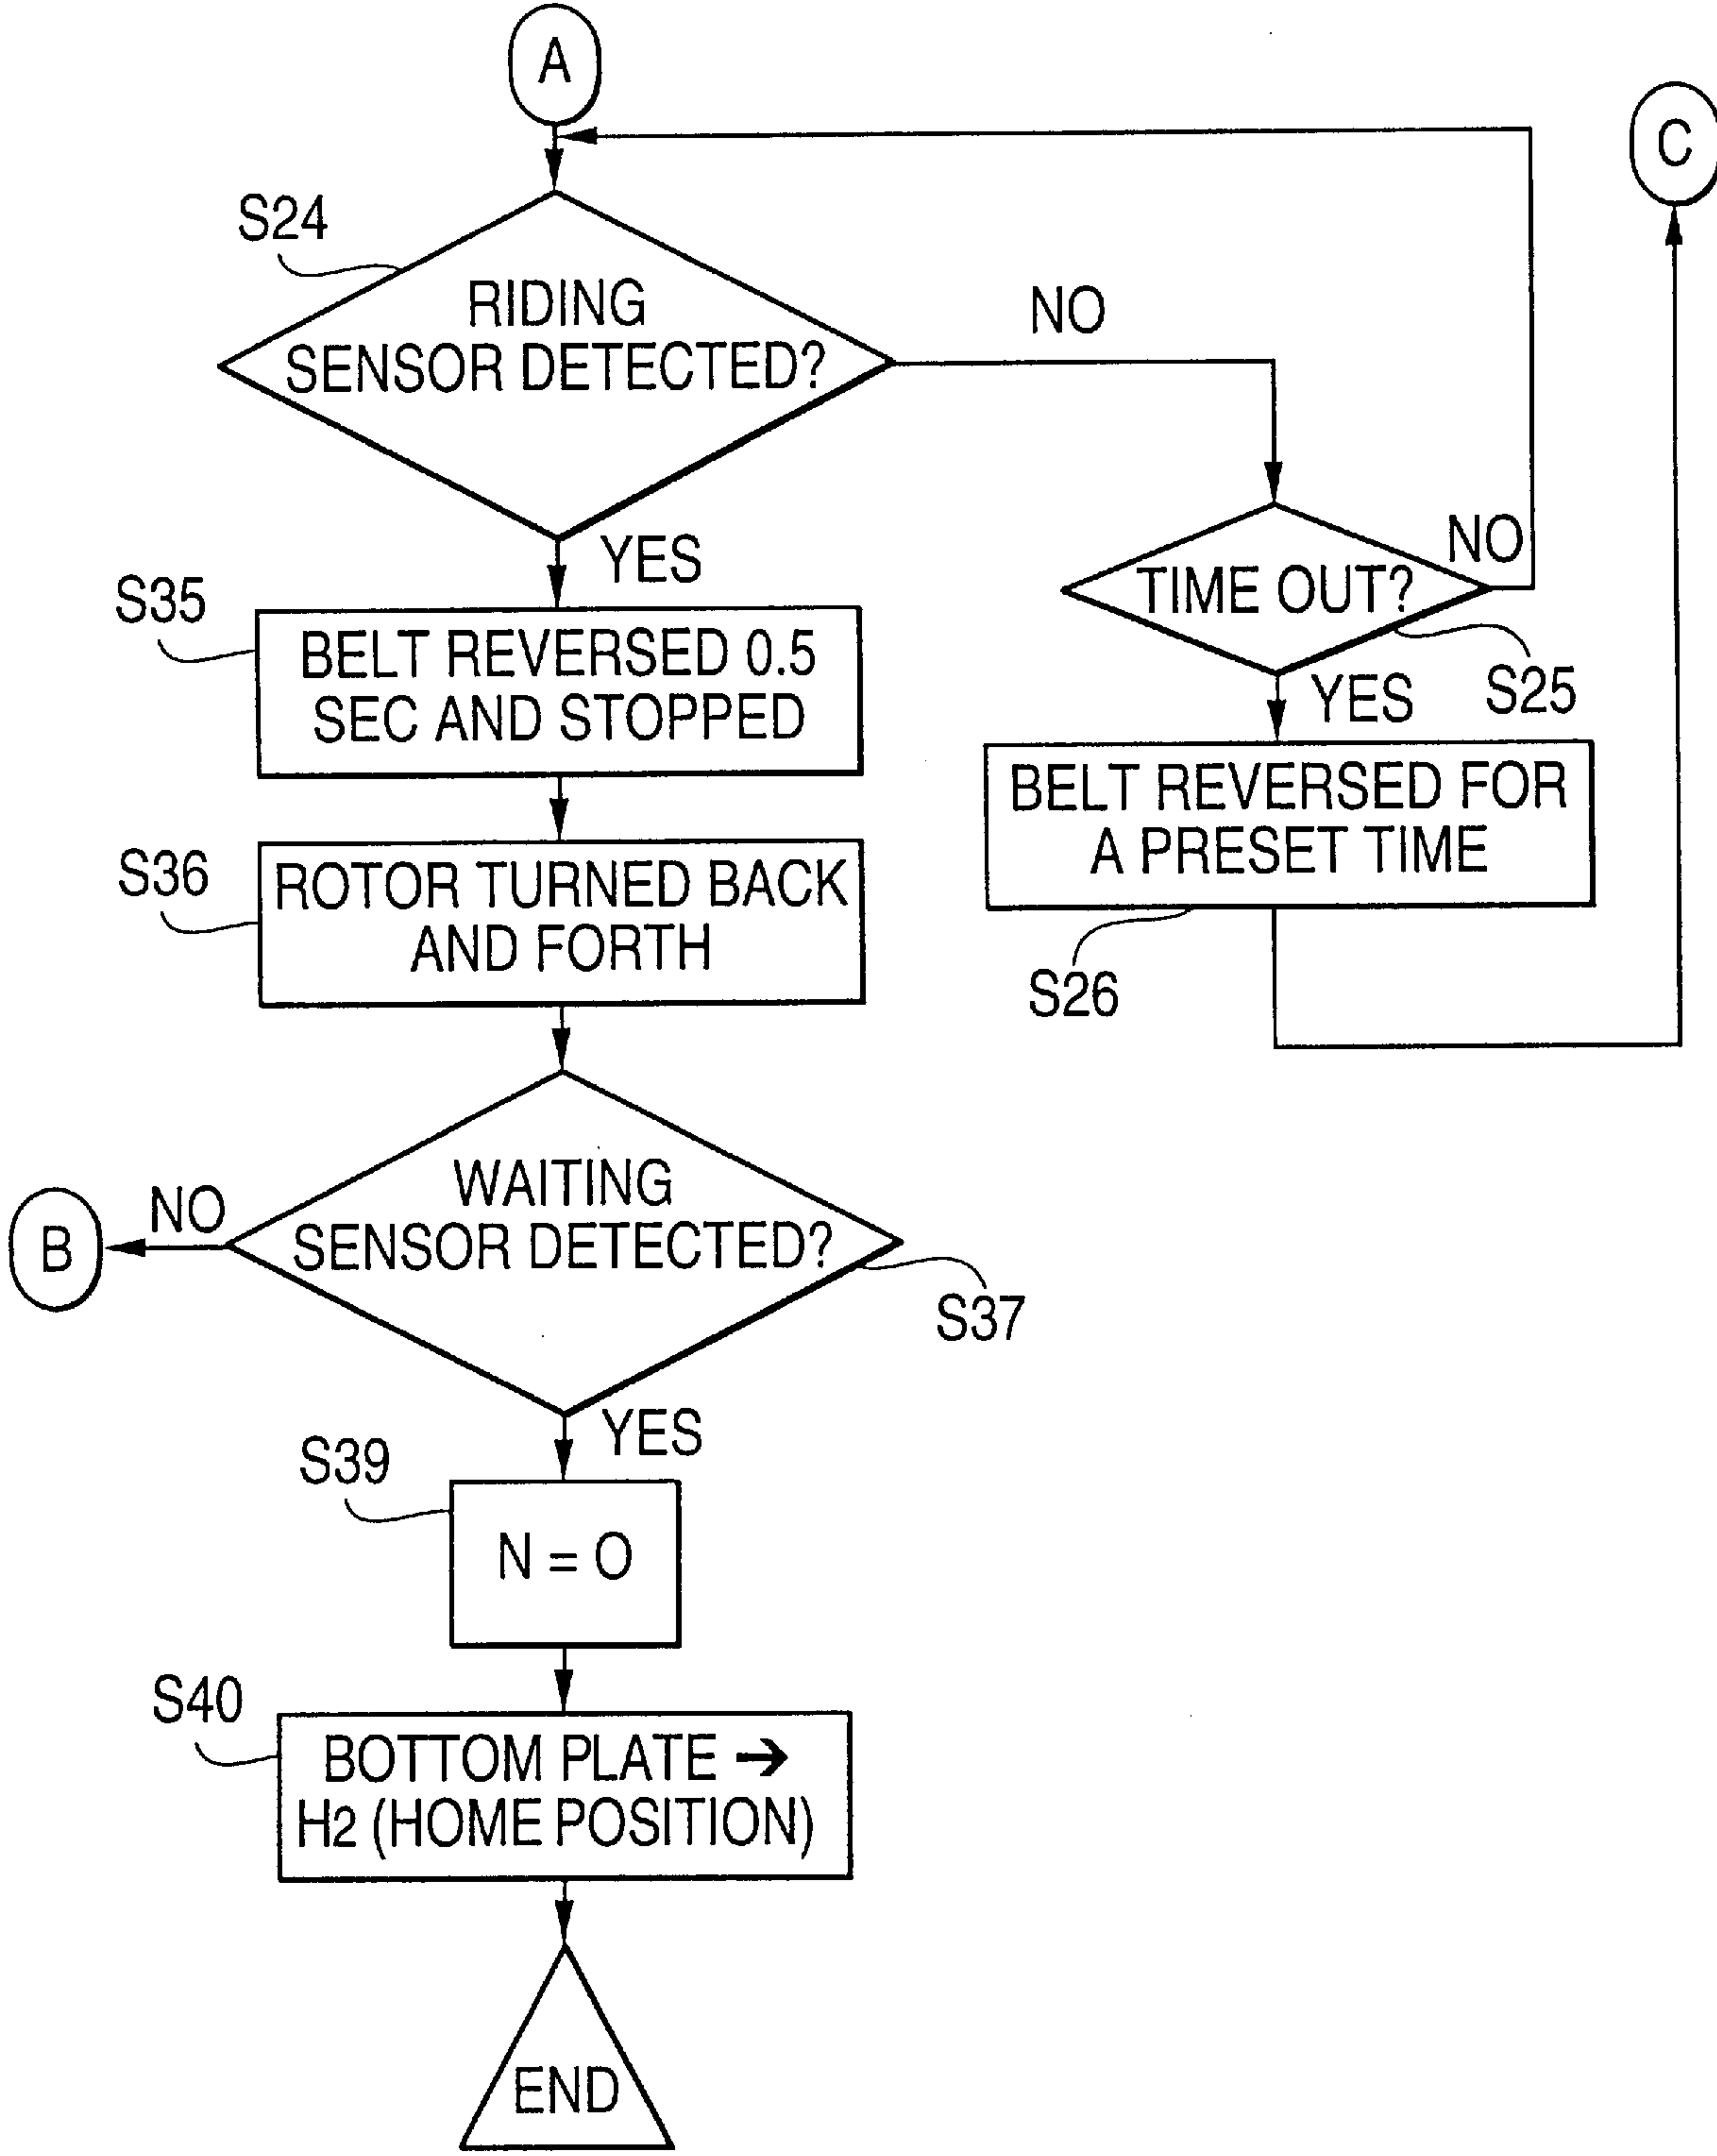 A
C
S24
RIDING
SENSOR DETECTED?
NO
YES
NO
TIME OUT?
S25
YES
S35
BELT REVERSED 0.5
SEC AND STOPPED
BELT REVERSED FOR
A PRESET TIME
S26
S36
ROTOR TURNED BACK
AND FORTH
B
NO
WAITING
SENSOR DETECTED?
S37
YES
S39
N = O
S40
BOTTOM PLATE →
H2 (HOME POSITION)
END